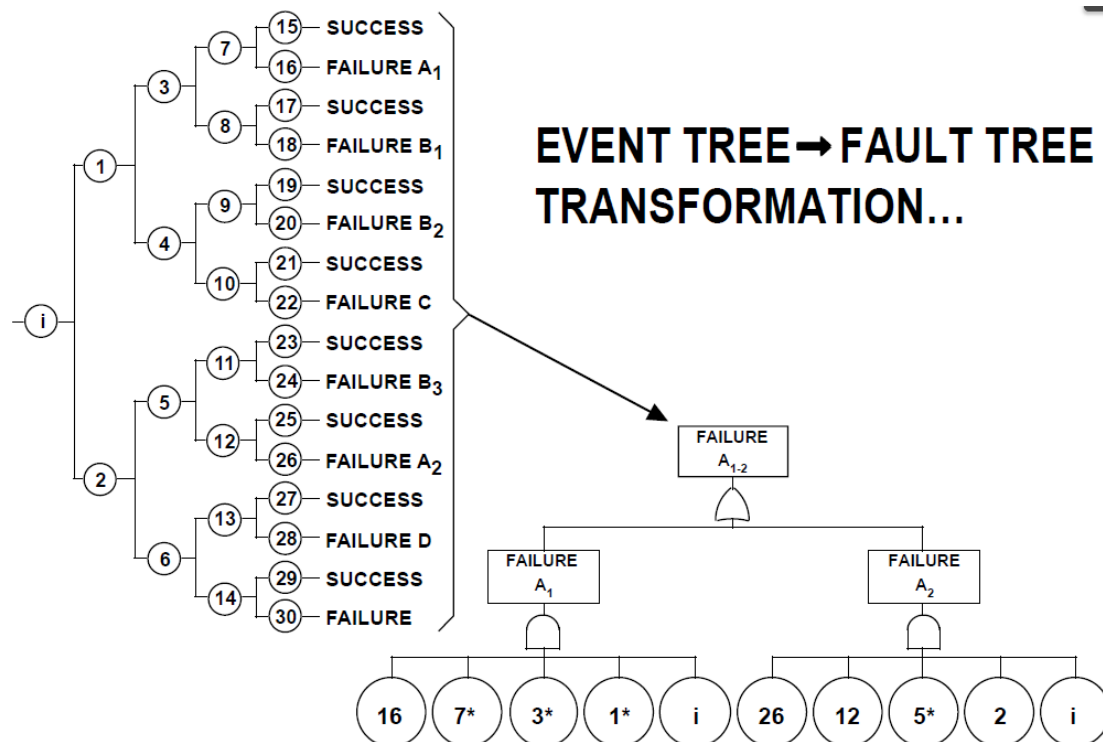 15 SUCCESS
7
16 FAILURE A1
3
17 SUCCESS
8
18 FAILURE B1
1
19 SUCCESS
9
20 FAILURE B2
4
21 SUCCESS
10
22 FAILURE C
i
23 SUCCESS
11
24 FAILURE B3
5
25 SUCCESS
12
26 FAILURE A2
2
27 SUCCESS
13
28 FAILURE D
6
29 SUCCESS
14
30 FAILURE
EVENT TREE→FAULT TREE
TRANSFORMATION…
FAILURE
A1-2
FAILURE
A1
FAILURE
A2
16 7* 3* 1* i 26 12 5* 2 i